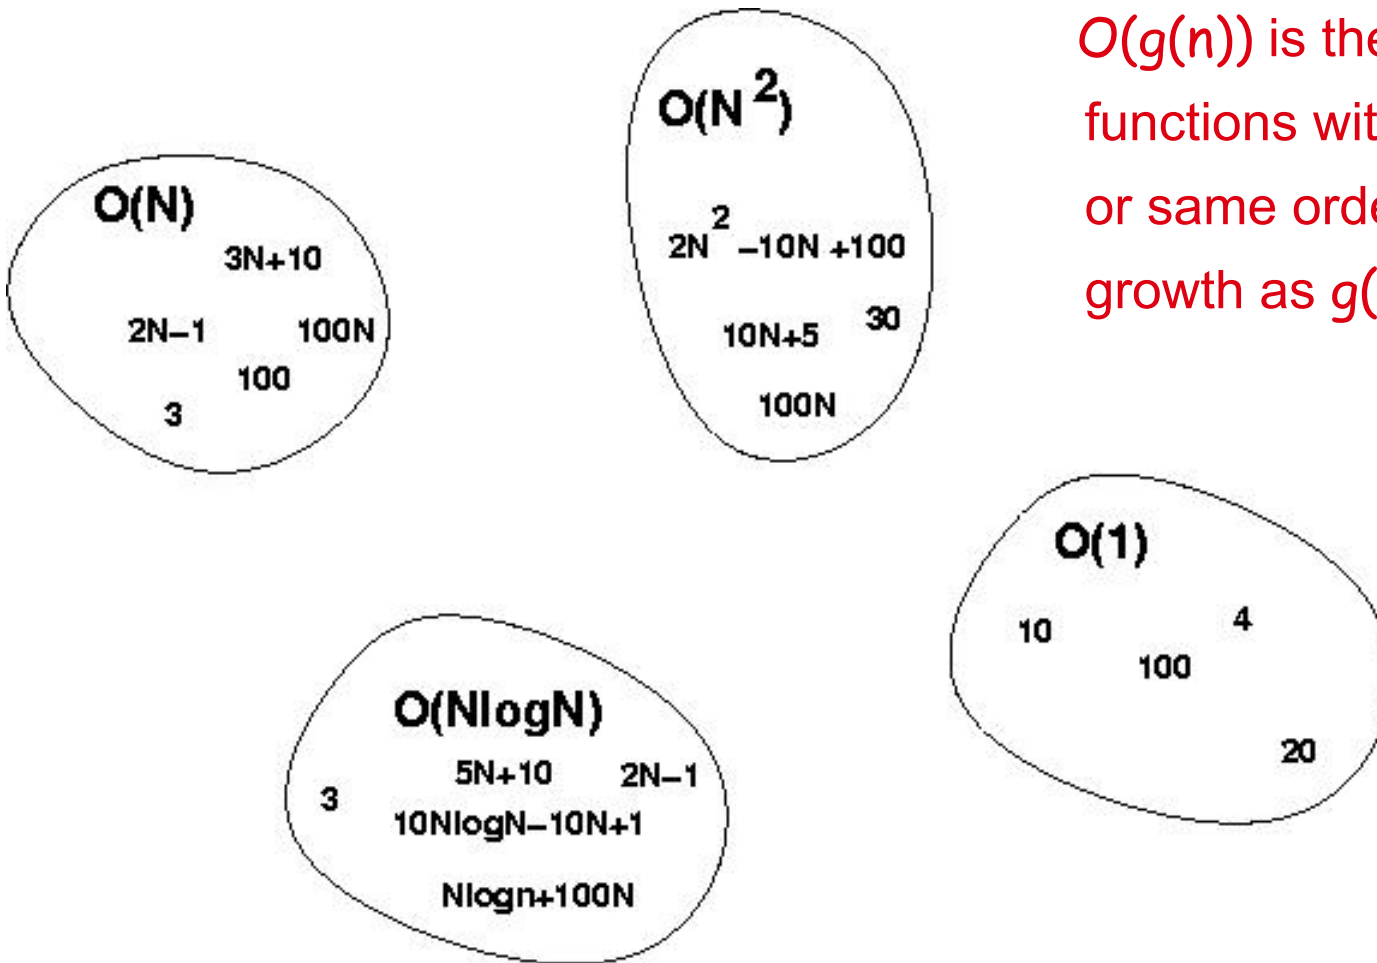 O(g(n)) is the
functions wit
or same orde
growth as g(
O(N)
3N+10
2N–1 100N
100
3
O(N²)
2N² –10N +100
10N+5 30
100N
O(1)
10 4
100
20
O(NlogN)
5N+10 2N–1
3
10NlogN–10N+1
Nlogn+100N